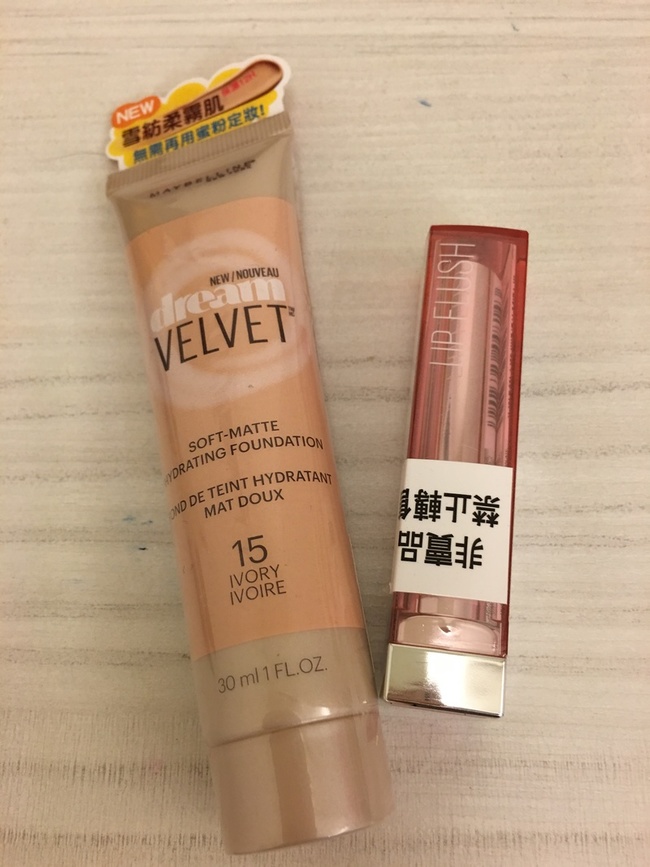 NEW
雪紡柔霧肌
無需再用蜜粉定妝!
MAYBELLINE
NEW/NOUVEAU
dream
VELVET
SOFT-MATTE
HYDRATING FOUNDATION
FOND DE TEINT HYDRATANT
MAT DOUX
15
IVORY
IVOIRE
30 ml 1 FL.OZ.
LIP FLUSH
非賣品
禁止轉售